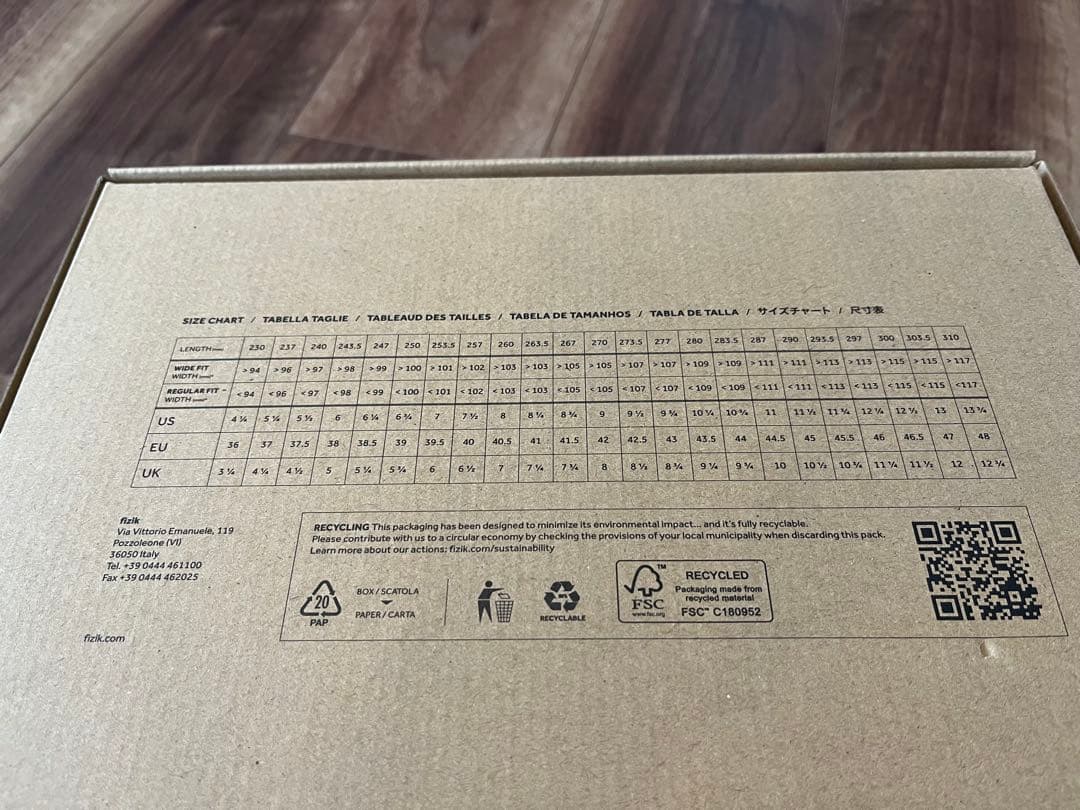 SIZE CHART / TABELLA TAGLIE / TABLEAUD DES TAILLES / TABELA DE TAMANHOS / TABLA DE TALLA / サイズチャート / 尺寸表
LENGTH mm 230 237 240 243.5 247 250 253.5 257 260 263.5 267 270 273.5 277 280 283.5 287 290 293.5 297 300 303.5 310
WIDE FIT WIDTH mm > 94 > 96 > 97 > 98 > 99 > 100 > 101 > 102 > 103 > 103 > 105 > 105 > 107 > 107 > 109 > 109 > 111 > 111 > 113 > 113 > 115 > 115 > 117
REGULAR FIT - WIDTH mm < 94 < 96 < 97 < 98 < 99 < 100 < 101 < 102 < 103 < 103 < 105 < 105 < 107 < 107 < 109 < 109 < 111 < 111 < 113 < 113 < 115 < 115 < 117
US 4 ¼ 5 ¼ 5 ½ 6 6 ¼ 6 ¾ 7 7 ½ 8 8 ¼ 8 ¾ 9 9 ½ 9 ¾ 10 ¼ 10 ¾ 11 11 ½ 11 ¾ 12 ¼ 12 ½ 13 13 ¾
EU 36 37 37.5 38 38.5 39 39.5 40 40.5 41 41.5 42 42.5 43 43.5 44 44.5 45 45.5 46 46.5 47 48
UK 3 ¼ 4 ¼ 4 ½ 5 5 ¼ 5 ¾ 6 6 ½ 7 7 ¼ 7 ¾ 8 8 ½ 8 ¾ 9 ¼ 9 ¾ 10 10 ½ 10 ¾ 11 ¼ 11 ½ 12 12 ¾
fizik
Via Vittorio Emanuele, 119
Pozzoleone (VI)
36050 Italy
Tel. +39 0444 461100
Fax +39 0444 462025
fizik.com
RECYCLING This packaging has been designed to minimize its environmental impact... and it's fully recyclable.
Please contribute with us to a circular economy by checking the provisions of your local municipality when discarding this pack.
Learn more about our actions: fizik.com/sustainability
20
PAP
BOX / SCATOLA
PAPER / CARTA
RECYCLABLE
TM
FSC
www.fsc.org
RECYCLED
Packaging made from
recycled material
FSC™ C180952